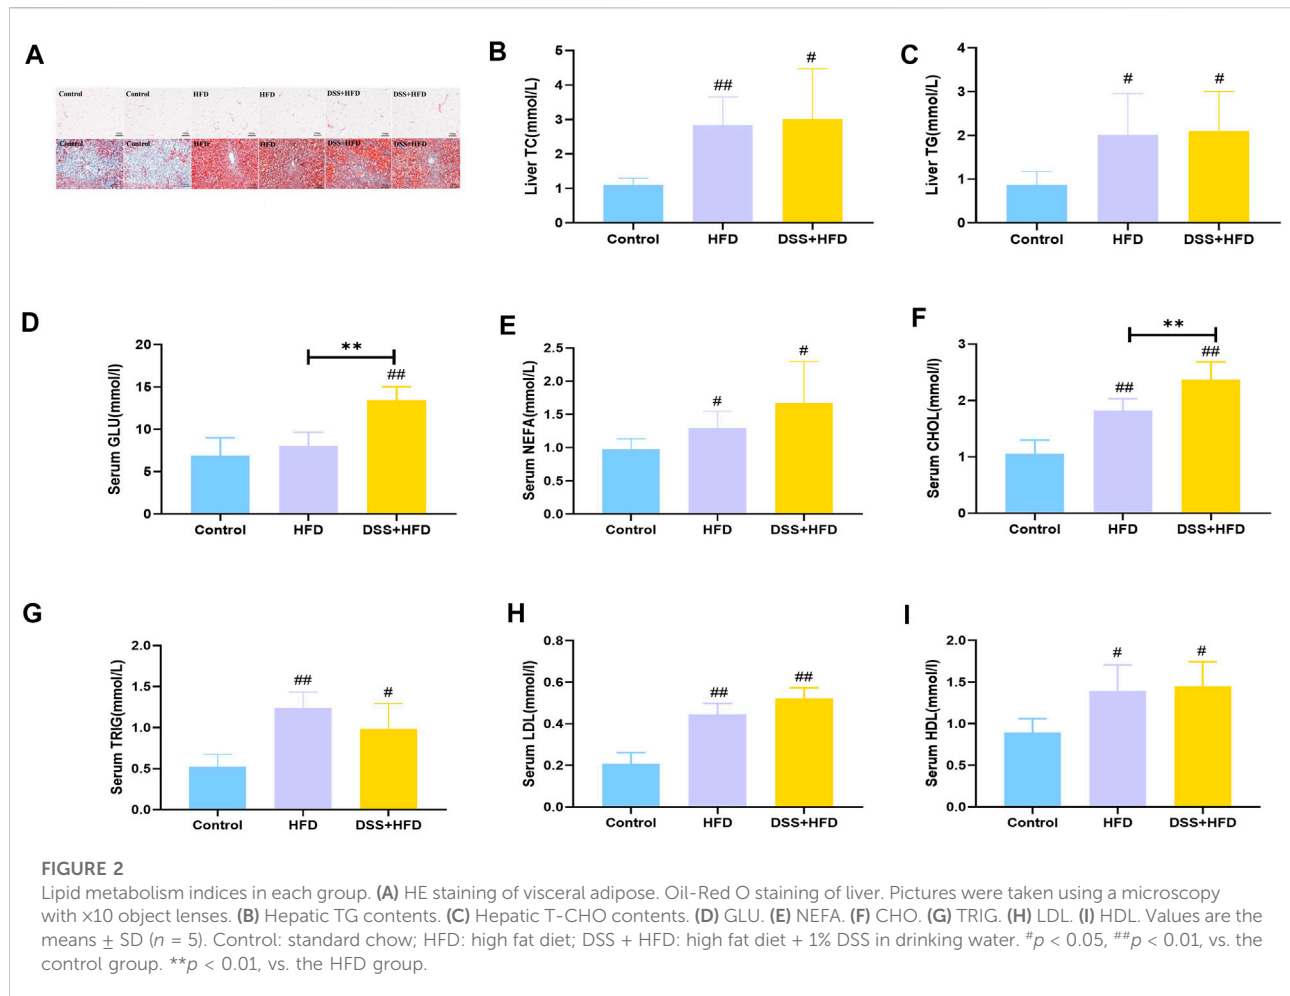 A
Control Control HFD HFD DSS+HFD DSS+HFD
Control Control HFD HFD DSS+HFD DSS+HFD
B
Liver TC(mmol/L)
5
4
3
2
1
0
##
#
Control HFD DSS+HFD
C
Liver TG(mmol/L)
4
3
2
1
0
#
#
Control HFD DSS+HFD
D
Serum GLU(mmol/l)
20
15
10
5
0
**
##
Control HFD DSS+HFD
E
Serum NEFA(mmol/L)
2.5
2.0
1.5
1.0
0.5
0.0
#
#
Control HFD DSS+HFD
F
Serum CHOL(mmol/l)
3
2
1
0
**
##
##
Control HFD DSS+HFD
G
Serum TRIG(mmol/L)
2.0
1.5
1.0
0.5
0.0
##
#
Control HFD DSS+HFD
H
Serum LDL(mmol/l)
0.8
0.6
0.4
0.2
0.0
##
##
Control HFD DSS+HFD
I
Serum HDL(mmol/l)
2.0
1.5
1.0
0.5
0.0
#
#
Control HFD DSS+HFD
FIGURE 2
Lipid metabolism indices in each group. (A) HE staining of visceral adipose. Oil-Red O staining of liver. Pictures were taken using a microscopy
with ×10 object lenses. (B) Hepatic TG contents. (C) Hepatic T-CHO contents. (D) GLU. (E) NEFA. (F) CHO. (G) TRIG. (H) LDL. (I) HDL. Values are the
means ± SD (n = 5). Control: standard chow; HFD: high fat diet; DSS + HFD: high fat diet + 1% DSS in drinking water. #p < 0.05, ##p < 0.01, vs. the
control group. **p < 0.01, vs. the HFD group.